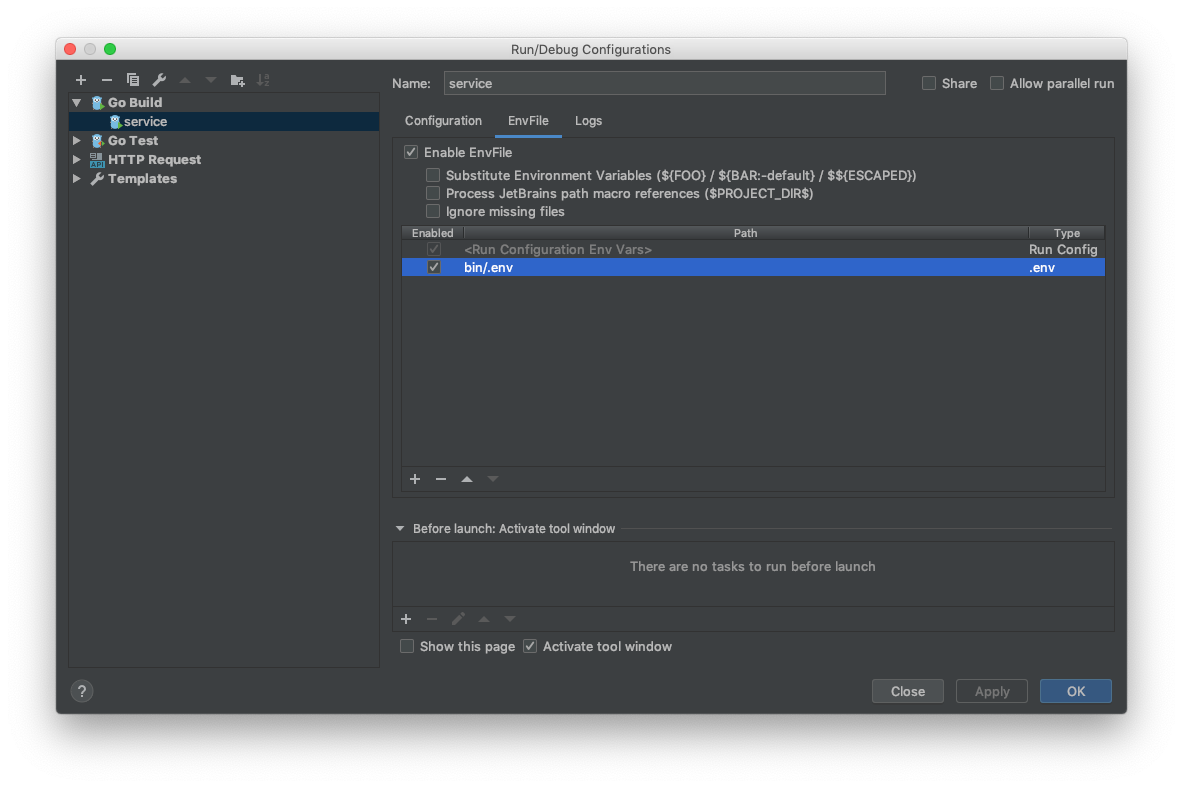 Run/Debug Configurations
Go Build
service
Go Test
HTTP Request
Templates
Name: service
Share
Allow parallel run
Configuration EnvFile Logs
Enable EnvFile
Substitute Environment Variables (${FOO} / ${BAR:-default} / $${ESCAPED})
Process JetBrains path macro references ($PROJECT_DIR$)
Ignore missing files
Enabled Path Type
<Run Configuration Env Vars> Run Config
bin/.env .env
Before launch: Activate tool window
There are no tasks to run before launch
Show this page Activate tool window
? Close Apply OK